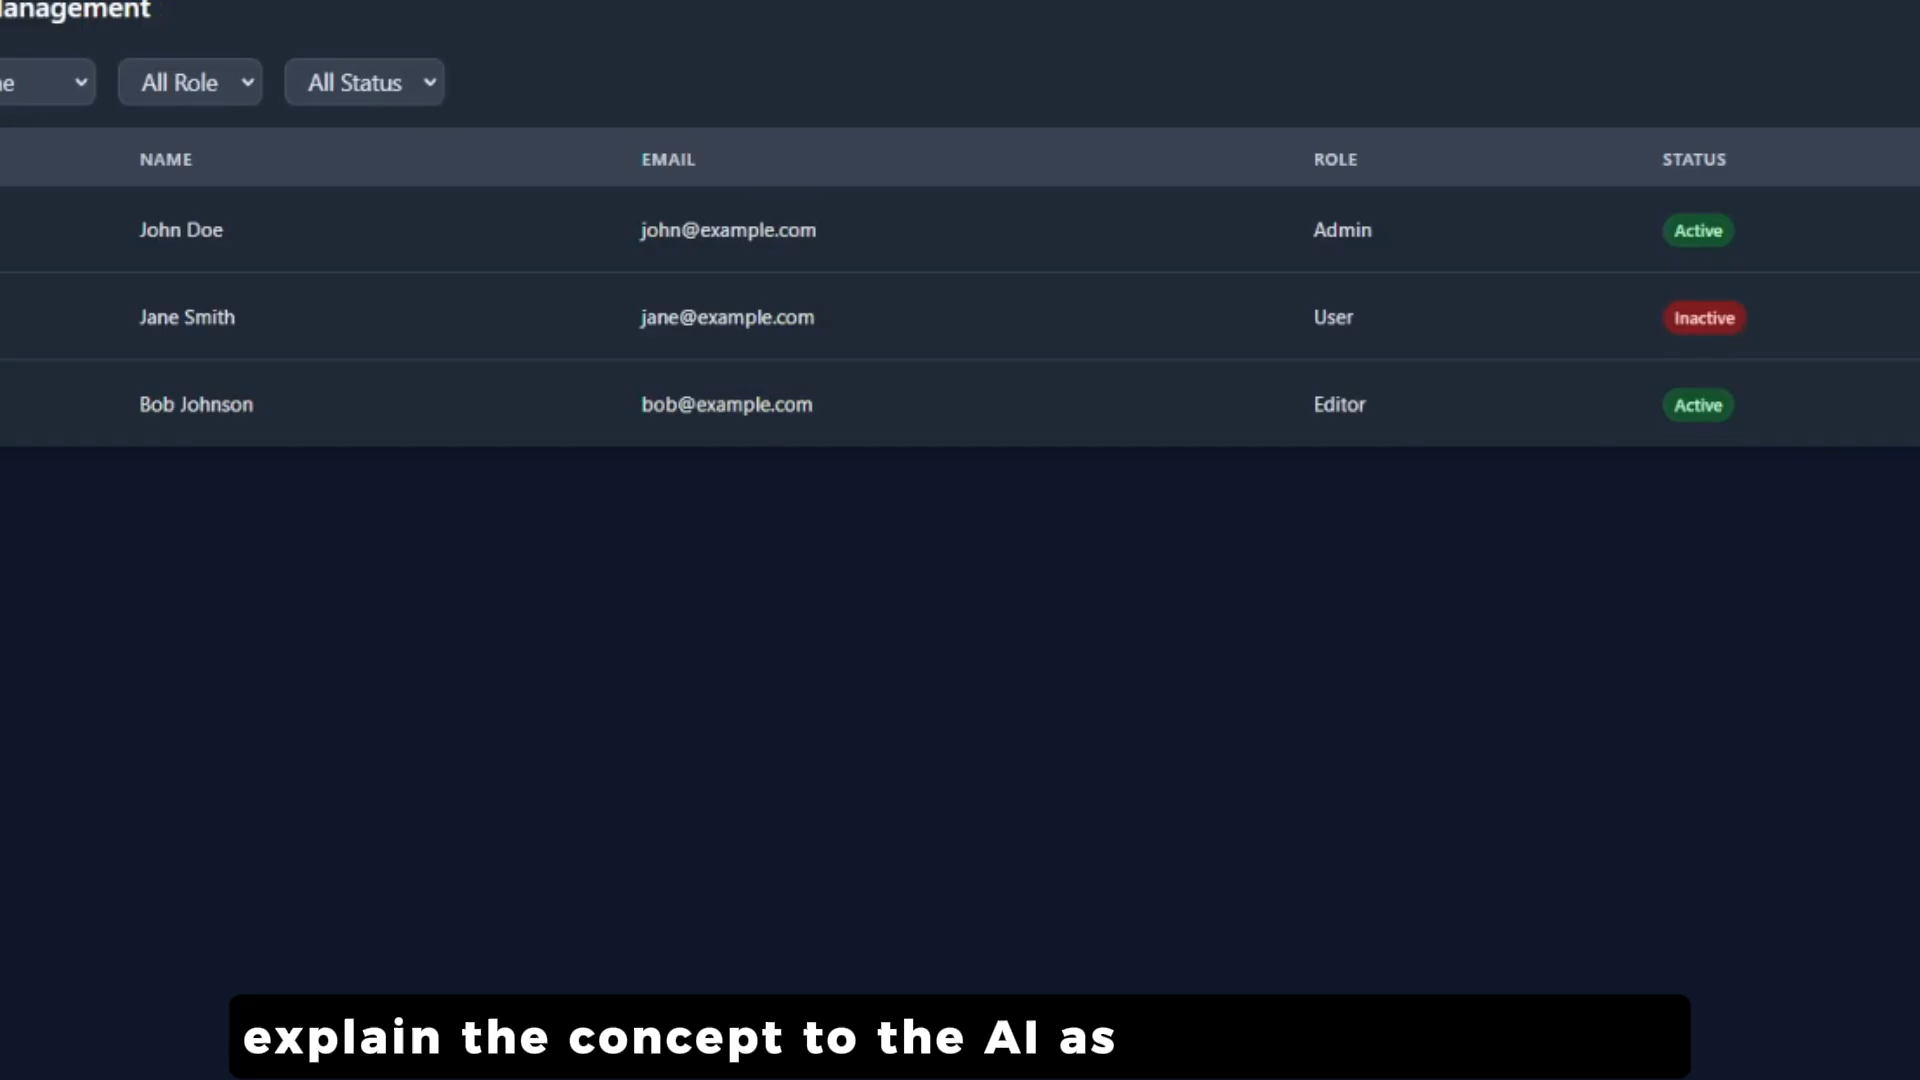 anagement
e All Role All Status
NAME EMAIL ROLE STATUS
John Doe john@example.com Admin Active
Jane Smith jane@example.com User Inactive
Bob Johnson bob@example.com Editor Active
explain the concept to the AI as